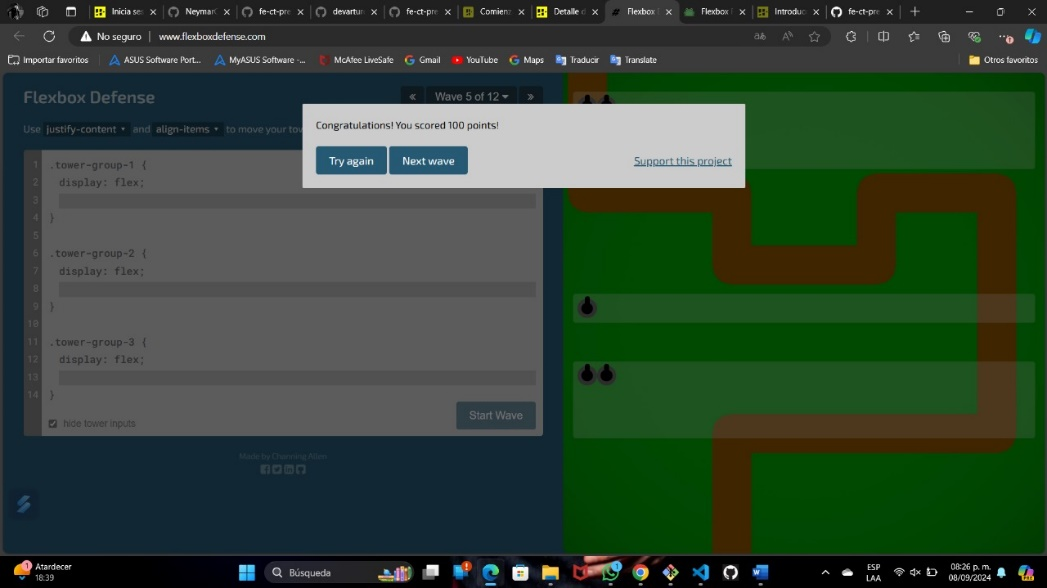 Inicia se
Neyman
fe-ct-pre
devartur
fe-ct-pre
Comien
Detalle d
Flexbox
Flexbox F
Introduc
fe-ct-pre
No seguro | www.flexboxdefense.com
Importar favoritos
ASUS Software Port...
MyASUS Software -...
McAfee LiveSafe
Gmail
YouTube
Maps
Traducir
Translate
Otros favoritos
Flexbox Defense
« Wave 5 of 12 »
Use justify-content and align-items to move your tow
Congratulations! You scored 100 points!
Try again
Next wave
Support this project
1 .tower-group-1 {
2 display: flex;
3
4 }
5
6 .tower-group-2 {
7 display: flex;
8
9 }
10
11 .tower-group-3 {
12 display: flex;
13
14 }
hide tower inputs
Start Wave
Made by Channing Allen
Atardecer
18:39
Búsqueda
ESP
LAA
08:26 p. m.
08/09/2024